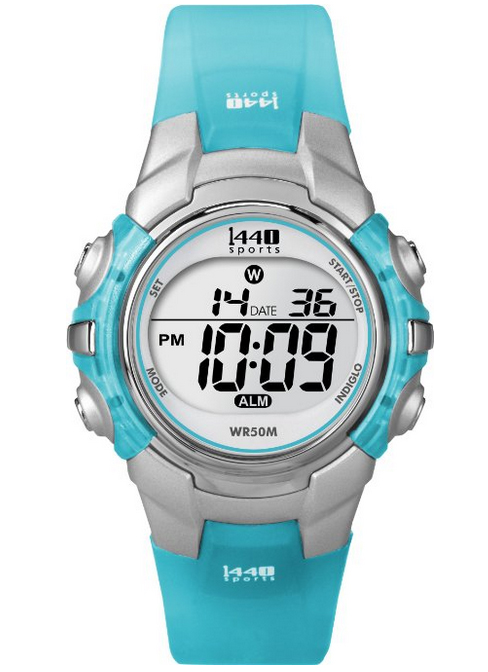 1440
sports
1440
sports
W
SET
START/STOP
14 DATE 36
PM 10:09
MODE
INDIGLO
ALM
WR50M
1440
sports